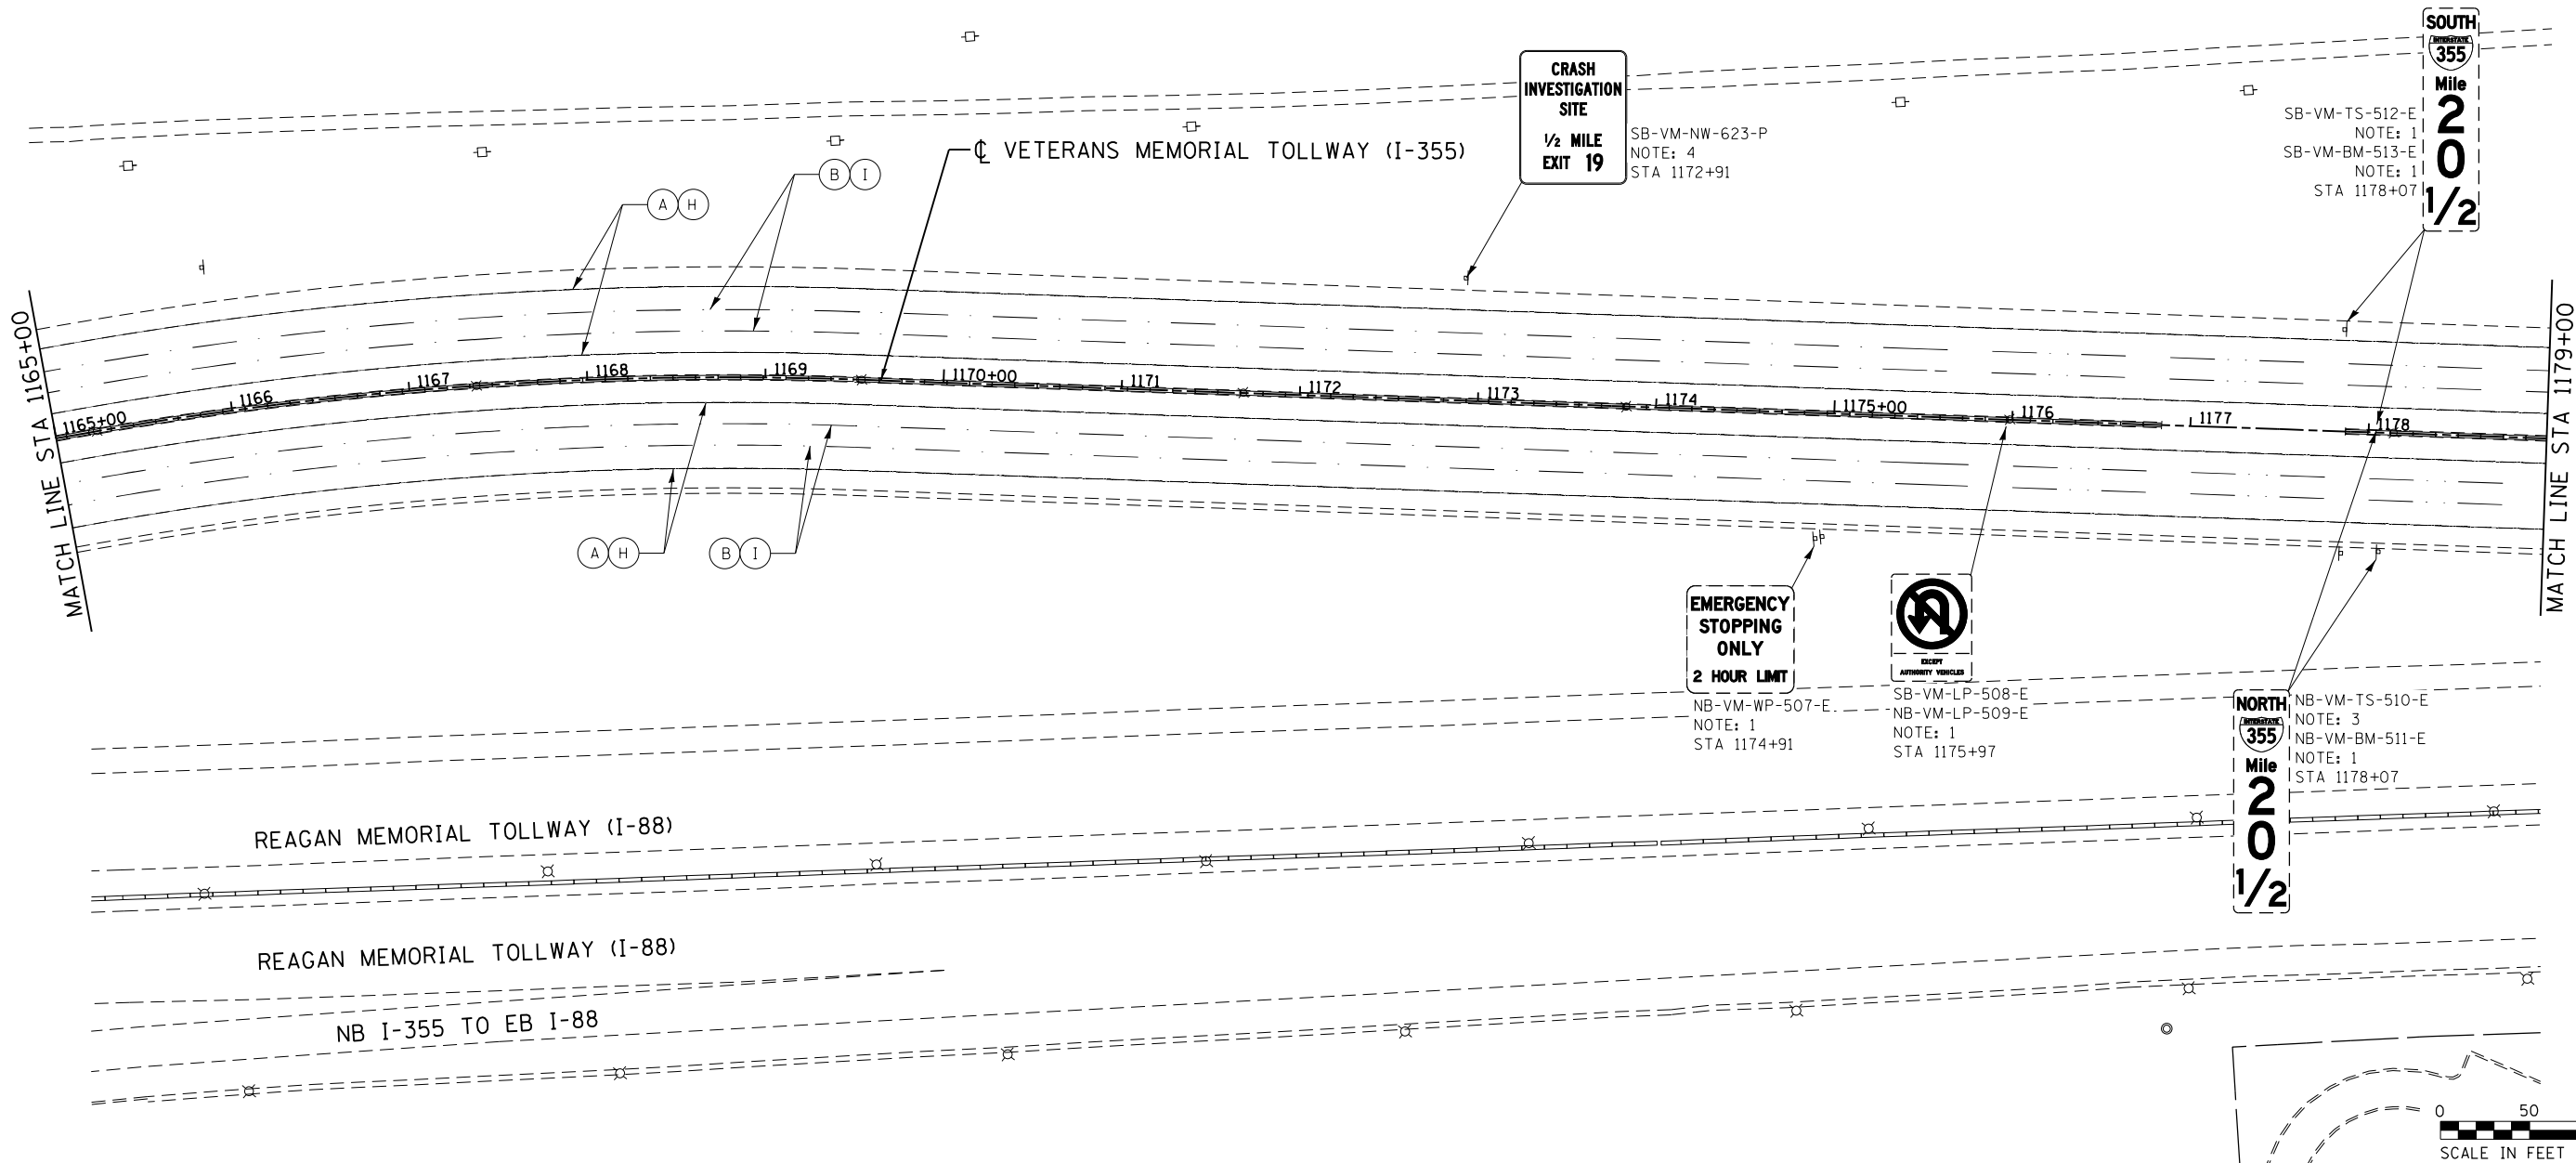 SOUTH
INTERSTATE
355
Mile
2
0
1/2
SB-VM-TS-512-E
NOTE: 1
SB-VM-BM-513-E
NOTE: 1
STA 1178+07
CRASH
INVESTIGATION
SITE
1/2 MILE
EXIT 19
SB-VM-NW-623-P
NOTE: 4
STA 1172+91
℄ VETERANS MEMORIAL TOLLWAY (I-355)
B I
A H
MATCH LINE STA 1165+00
1165+00
1166
1167
1168
1169
1170+00
1171
1172
1173
1174
1175+00
1176
1177
1178
MATCH LINE STA 1179+00
A H
B I
EMERGENCY
STOPPING
ONLY
2 HOUR LIMIT
NB-VM-WP-507-E
NOTE: 1
STA 1174+91
EXCEPT
AUTHORITY VEHICLES
SB-VM-LP-508-E
NB-VM-LP-509-E
NOTE: 1
STA 1175+97
NORTH
INTERSTATE
355
Mile
2
0
1/2
NB-VM-TS-510-E
NOTE: 3
NB-VM-BM-511-E
NOTE: 1
STA 1178+07
REAGAN MEMORIAL TOLLWAY (I-88)
REAGAN MEMORIAL TOLLWAY (I-88)
NB I-355 TO EB I-88
0 50
SCALE IN FEET